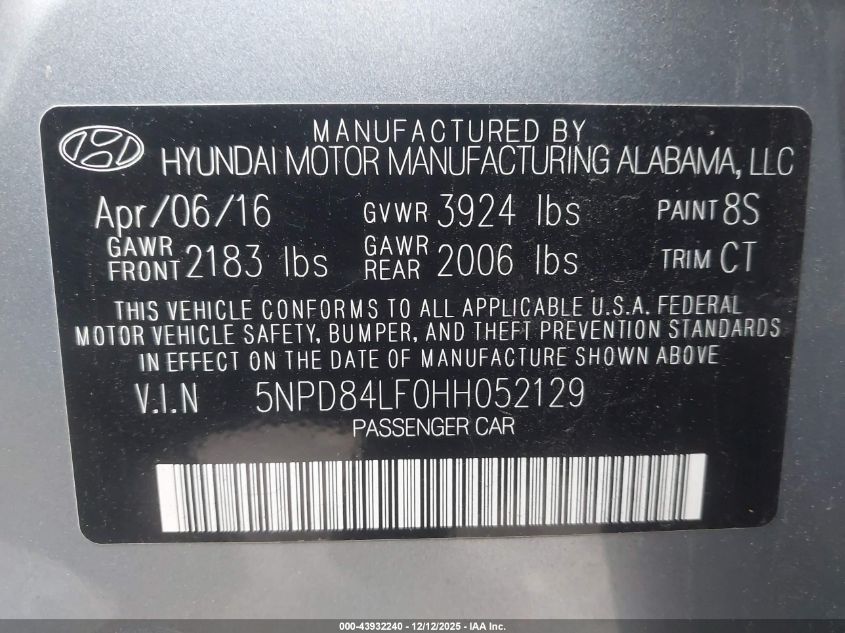 MANUFACTURED BY
HYUNDAI MOTOR MANUFACTURING ALABAMA, LLC
Apr/06/16 GVWR 3924 lbs PAINT 8S
GAWR FRONT 2183 lbs GAWR REAR 2006 lbs TRIM CT
THIS VEHICLE CONFORMS TO ALL APPLICABLE U.S.A. FEDERAL
MOTOR VEHICLE SAFETY, BUMPER, AND THEFT PREVENTION STANDARDS
IN EFFECT ON THE DATE OF MANUFACTURE SHOWN ABOVE
V.I.N 5NPD84LF0HH052129
PASSENGER CAR
000-43932240 - 12/12/2025 - IAA Inc.